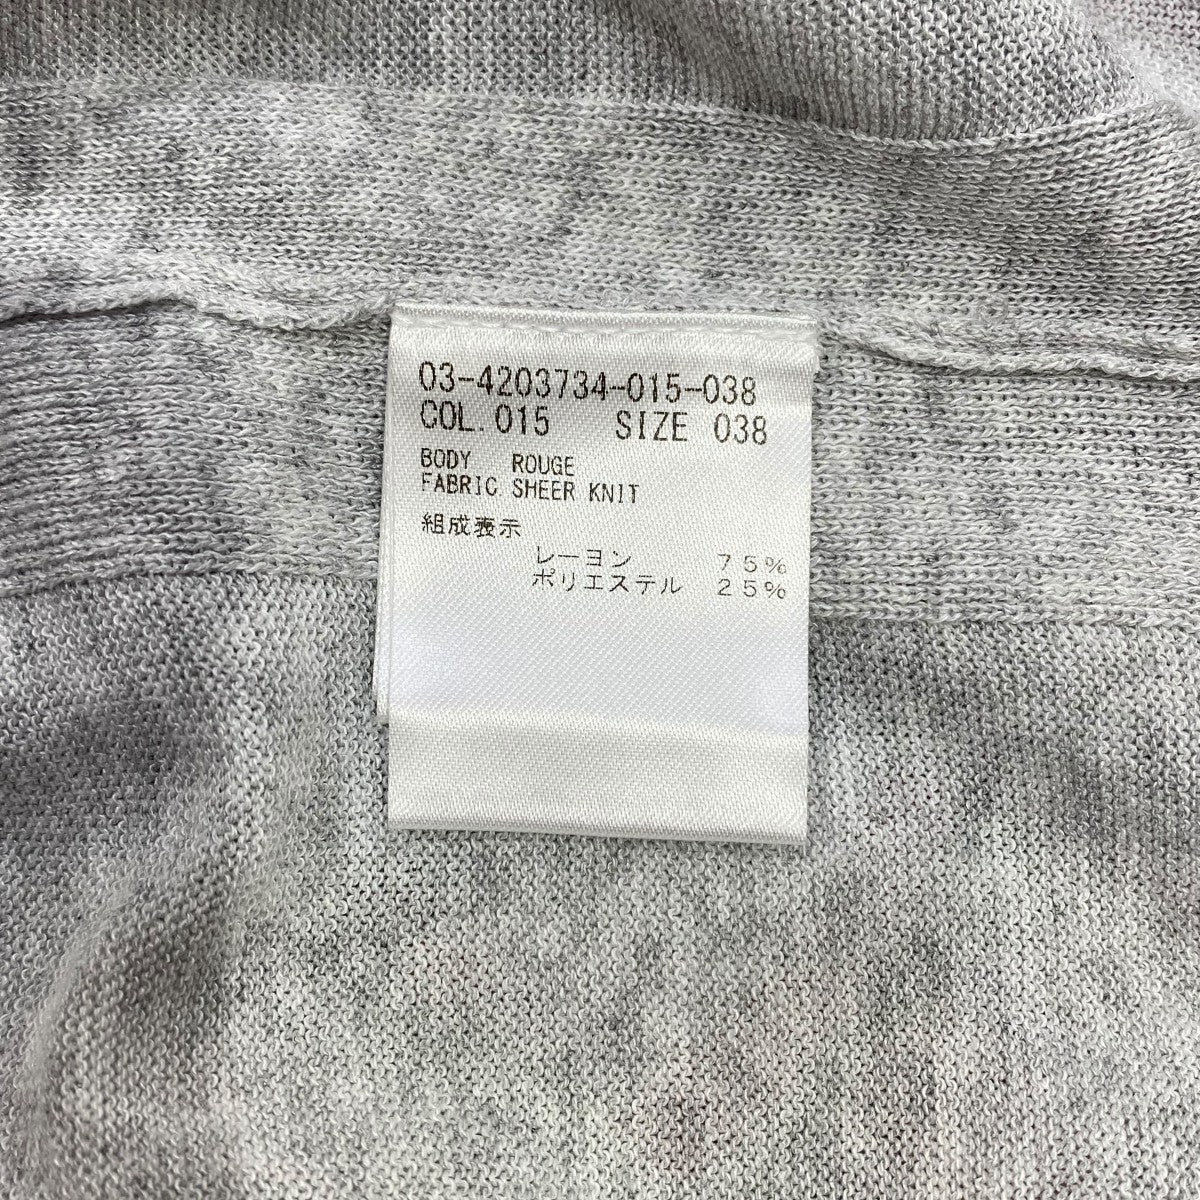 03-4203734-015-038
COL.015 SIZE 038
BODY ROUGE
FABRIC SHEER KNIT
組成表示
レーヨン 75%
ポリエステル 25%